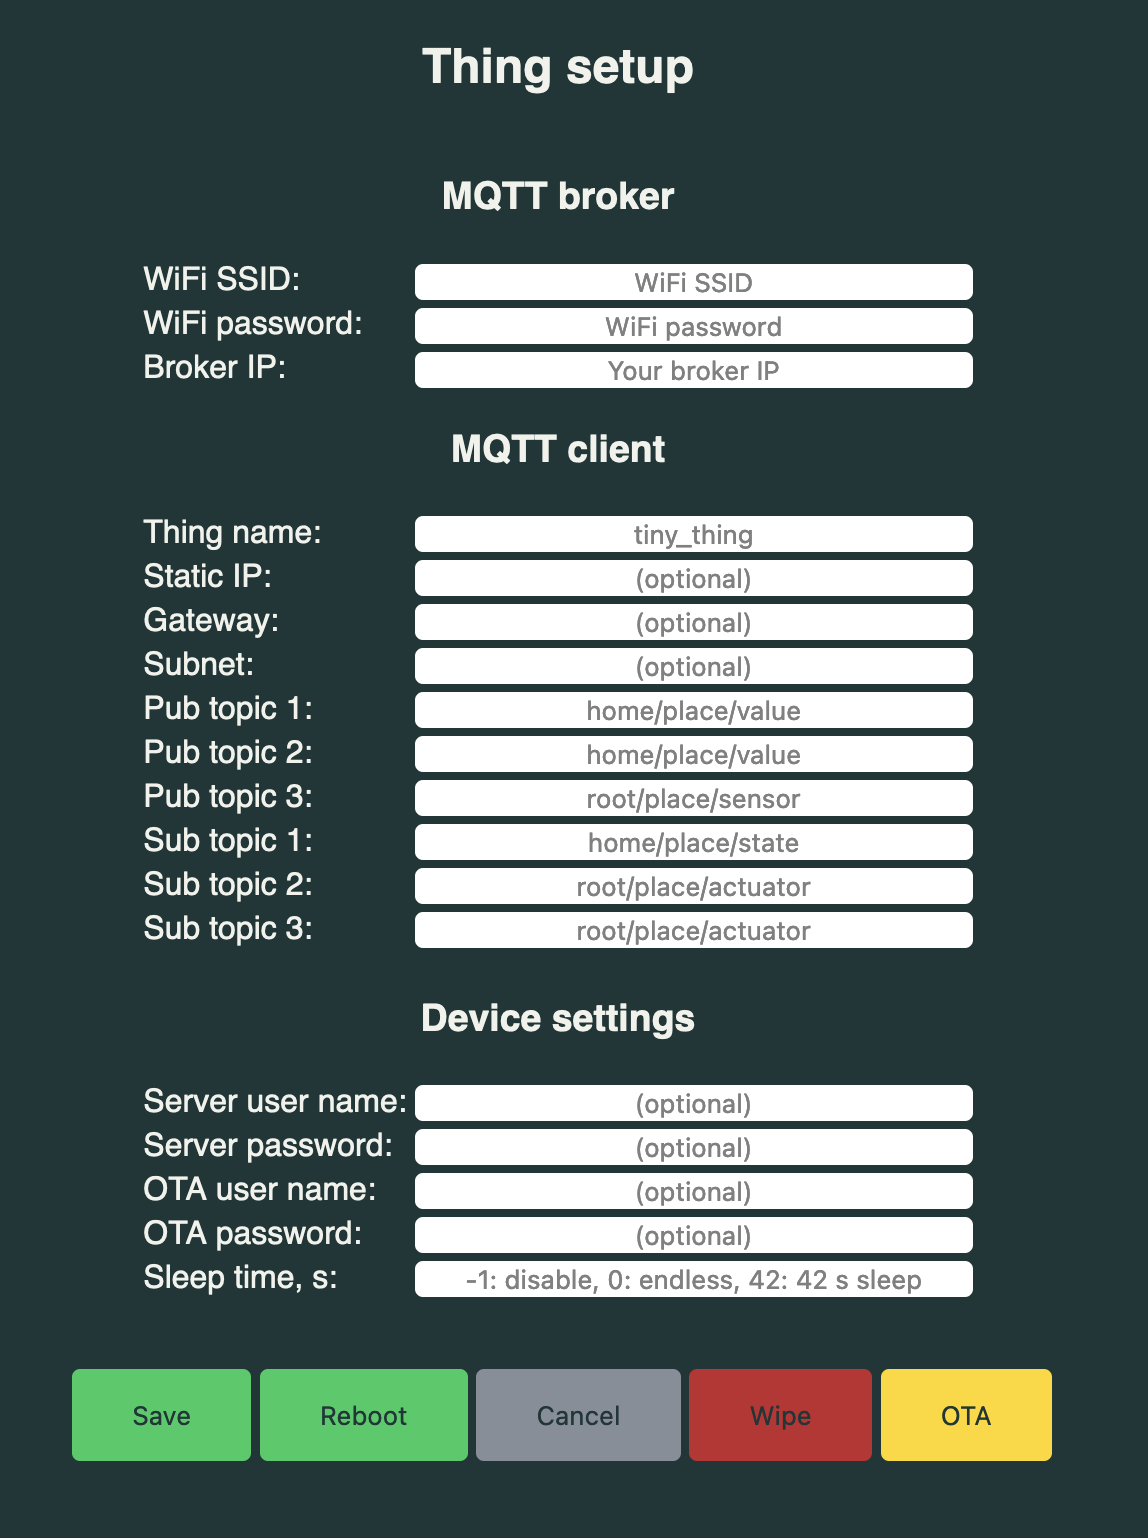 Thing setup
MQTT broker
WiFi SSID: WiFi SSID
WiFi password: WiFi password
Broker IP: Your broker IP
MQTT client
Thing name: tiny_thing
Static IP: (optional)
Gateway: (optional)
Subnet: (optional)
Pub topic 1: home/place/value
Pub topic 2: home/place/value
Pub topic 3: root/place/sensor
Sub topic 1: home/place/state
Sub topic 2: root/place/actuator
Sub topic 3: root/place/actuator
Device settings
Server user name: (optional)
Server password: (optional)
OTA user name: (optional)
OTA password: (optional)
Sleep time, s: -1: disable, 0: endless, 42: 42 s sleep
Save Reboot Cancel Wipe OTA